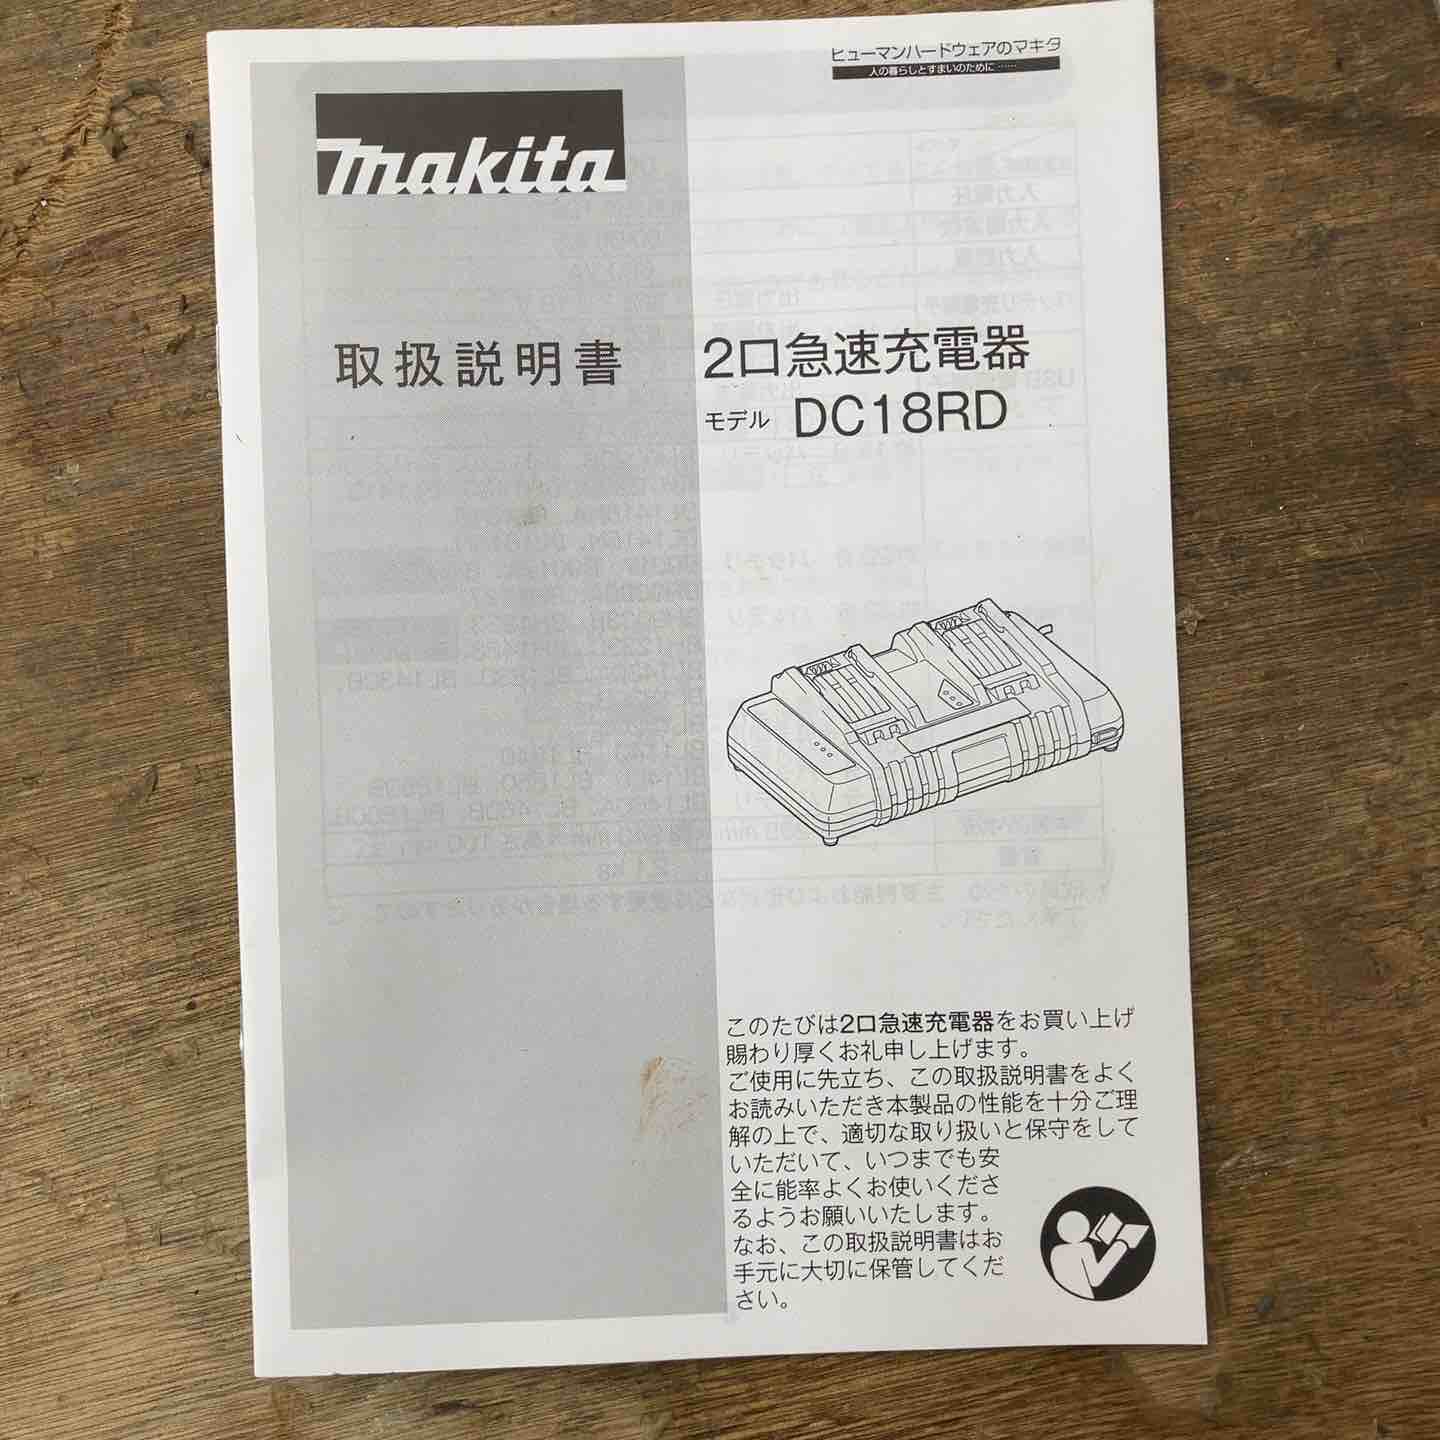 ヒューマンハードウェアのマキタ
人の暮らしとすまいのために……
makita
取扱説明書
2口急速充電器
モデル DC18RD
このたびは2口急速充電器をお買い上げ
賜わり厚くお礼申し上げます。
ご使用に先立ち、この取扱説明書をよく
お読みいただき本製品の性能を十分ご理
解の上で、適切な取り扱いと保守をして
いただいて、いつまでも安
全に能率よくお使いくださ
るようお願いいたします。
なお、この取扱説明書はお
手元に大切に保管してくだ
さい。